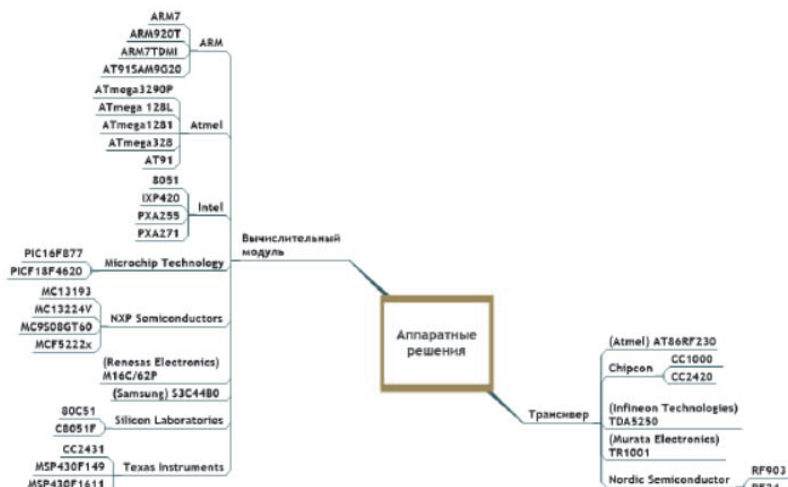 ARM7
ARM920T
ARM7TDMI
AT91SAM9G20
ARM
ATmega3290P
ATmega 128L
ATmega1281
ATmega328
AT91
Atmel
8051
IXP420
PXA255
PXA271
Intel
Вычислительный
модуль
PIC16F877
PICF18F4620
Microchip Technology
MC13193
MC13224V
MC9S08GT60
MCF5222x
NXP Semiconductors
(Renesas Electronics)
M16C/62P
(Samsung) S3C44B0
80C51
C8051F
Silicon Laboratories
CC2431
MSP430F149
MSP430F1611
Texas Instruments
Аппаратные
решения
Трансивер
(Atmel) AT86RF230
Chipcon
CC1000
CC2420
(Infineon Technologies)
TDA5250
(Murata Electronics)
TR1001
Nordic Semiconductor
RF903